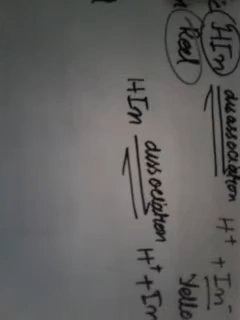 HIn dissociation ⇌ H⁺ + In⁻
Red Yello
HIn dissociation ⇌ H⁺ + In